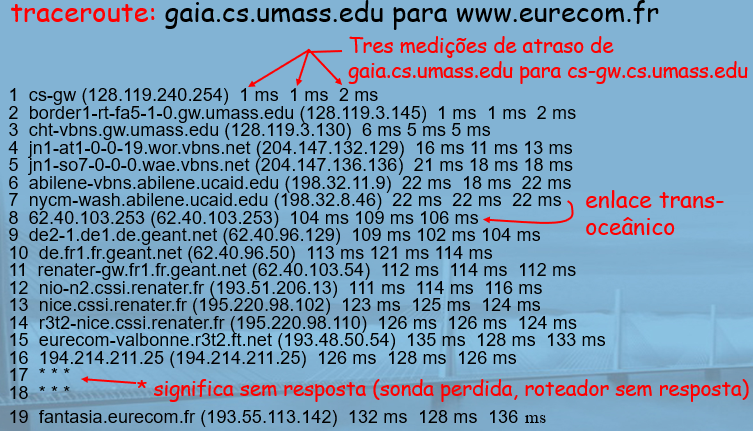 traceroute: gaia.cs.umass.edu para www.eurecom.fr
Tres medições de atraso de
gaia.cs.umass.edu para cs-gw.cs.umass.edu
1 cs-gw (128.119.240.254) 1 ms 1 ms 2 ms
2 border1-rt-fa5-1-0.gw.umass.edu (128.119.3.145) 1 ms 1 ms 2 ms
3 cht-vbns.gw.umass.edu (128.119.3.130) 6 ms 5 ms 5 ms
4 jn1-at1-0-0-19.wor.vbns.net (204.147.132.129) 16 ms 11 ms 13 ms
5 jn1-so7-0-0-0.wae.vbns.net (204.147.136.136) 21 ms 18 ms 18 ms
6 abilene-vbns.abilene.ucaid.edu (198.32.11.9) 22 ms 18 ms 22 ms
7 nycm-wash.abilene.ucaid.edu (198.32.8.46) 22 ms 22 ms 22 ms
enlace trans-
oceânico
8 62.40.103.253 (62.40.103.253) 104 ms 109 ms 106 ms
9 de2-1.de1.de.geant.net (62.40.96.129) 109 ms 102 ms 104 ms
10 de.fr1.fr.geant.net (62.40.96.50) 113 ms 121 ms 114 ms
11 renater-gw.fr1.fr.geant.net (62.40.103.54) 112 ms 114 ms 112 ms
12 nio-n2.cssi.renater.fr (193.51.206.13) 111 ms 114 ms 116 ms
13 nice.cssi.renater.fr (195.220.98.102) 123 ms 125 ms 124 ms
14 r3t2-nice.cssi.renater.fr (195.220.98.110) 126 ms 126 ms 124 ms
15 eurecom-valbonne.r3t2.ft.net (193.48.50.54) 135 ms 128 ms 133 ms
16 194.214.211.25 (194.214.211.25) 126 ms 128 ms 126 ms
17 * * *
18 * * *
* significa sem resposta (sonda perdida, roteador sem resposta)
19 fantasia.eurecom.fr (193.55.113.142) 132 ms 128 ms 136 ms